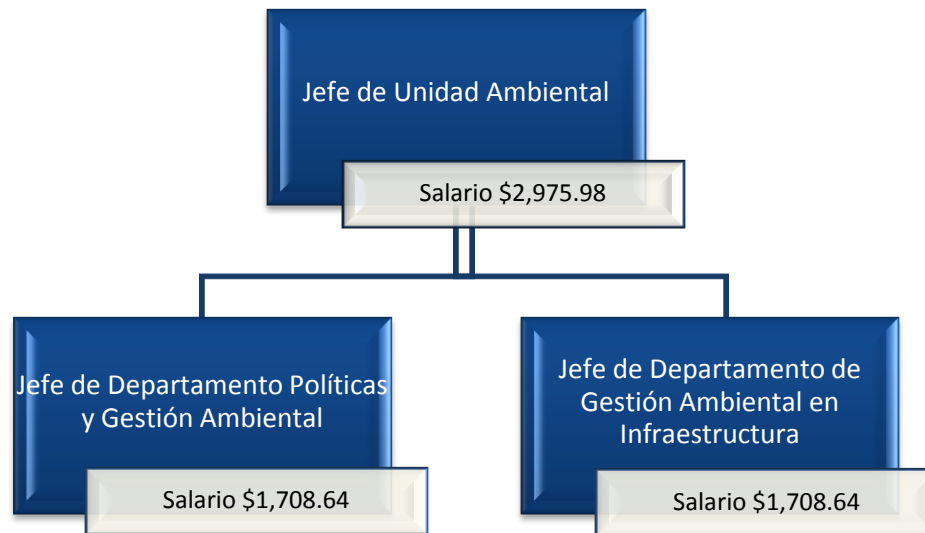 Jefe de Unidad Ambiental
Salario $2,975.98
Jefe de Departamento Políticas
y Gestión Ambiental
Salario $1,708.64
Jefe de Departamento de
Gestión Ambiental en
Infraestructura
Salario $1,708.64